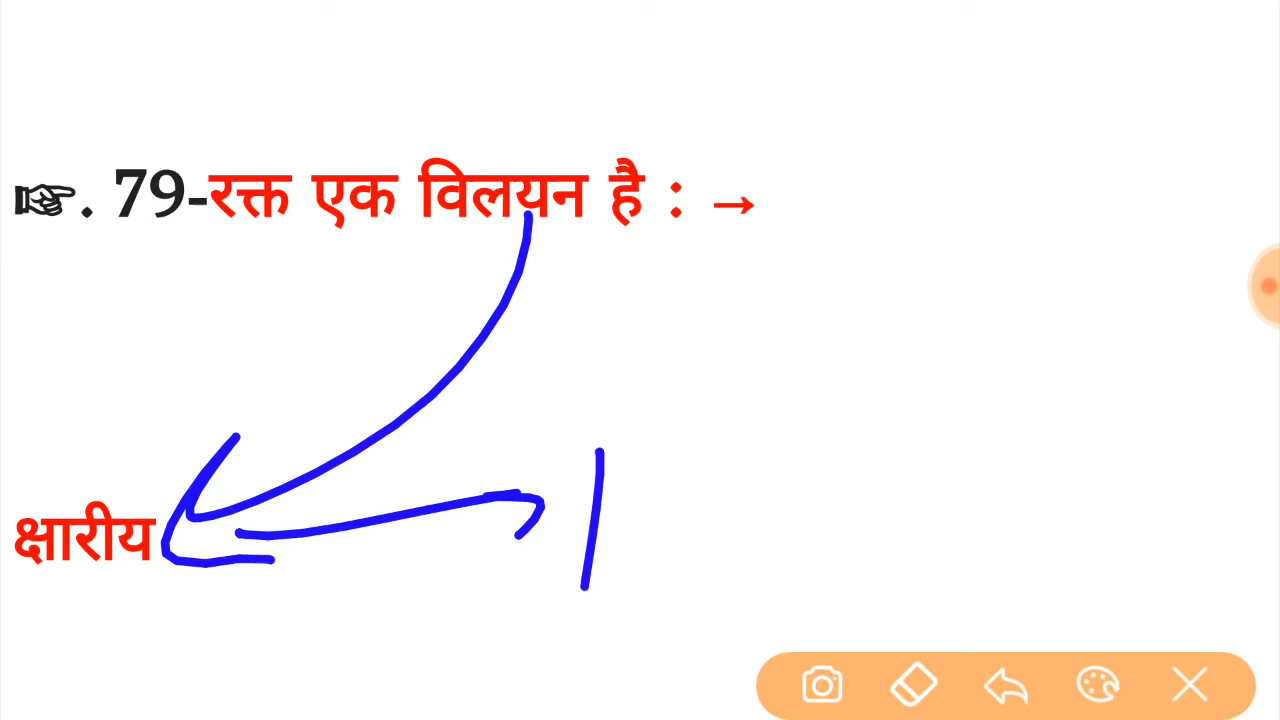 ☞. 79-रक्त एक विलयन है : →
क्षारीय